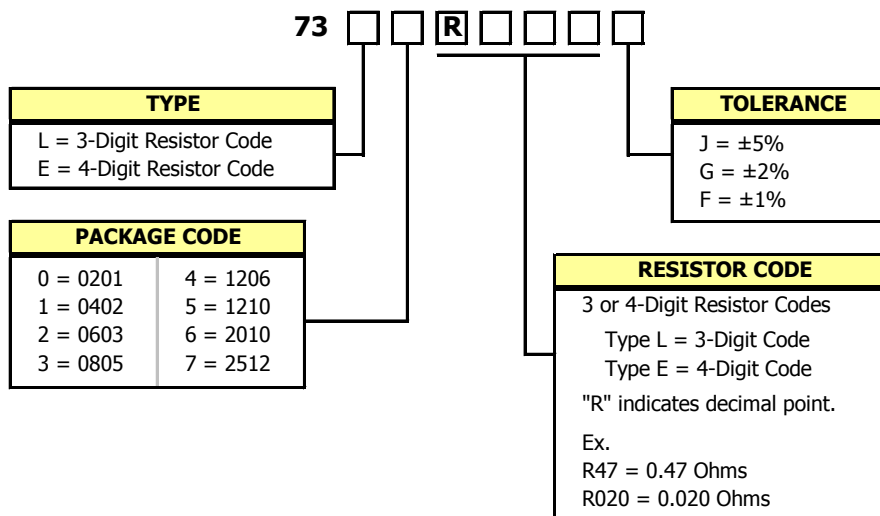 73 R
TYPE
L = 3-Digit Resistor Code
E = 4-Digit Resistor Code
PACKAGE CODE
0 = 0201
1 = 0402
2 = 0603
3 = 0805
4 = 1206
5 = 1210
6 = 2010
7 = 2512
TOLERANCE
J = ±5%
G = ±2%
F = ±1%
RESISTOR CODE
3 or 4-Digit Resistor Codes
Type L = 3-Digit Code
Type E = 4-Digit Code
"R" indicates decimal point.
Ex.
R47 = 0.47 Ohms
R020 = 0.020 Ohms